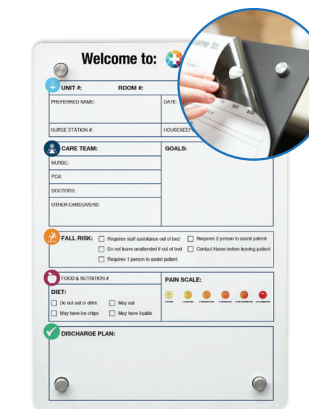 Welcome to:
UNIT #: ROOM #:
PREFERRED NAME: DATE:
NURSE STATION #: HOUSEKEEP
CARE TEAM: GOALS:
NURSE:
PCA:
DOCTORS:
OTHER CAREGIVERS:
FALL RISK: Requires staff assistance out of bed Requires 2 person to assist patient
Do not leave unattended if out of bed Contact Nurse before leaving patient
Requires 1 person to assist patient
FOOD & NUTRITION # PAIN SCALE:
DIET:
Do not eat or drink May eat
May have ice chips May have liquids
DISCHARGE PLAN: